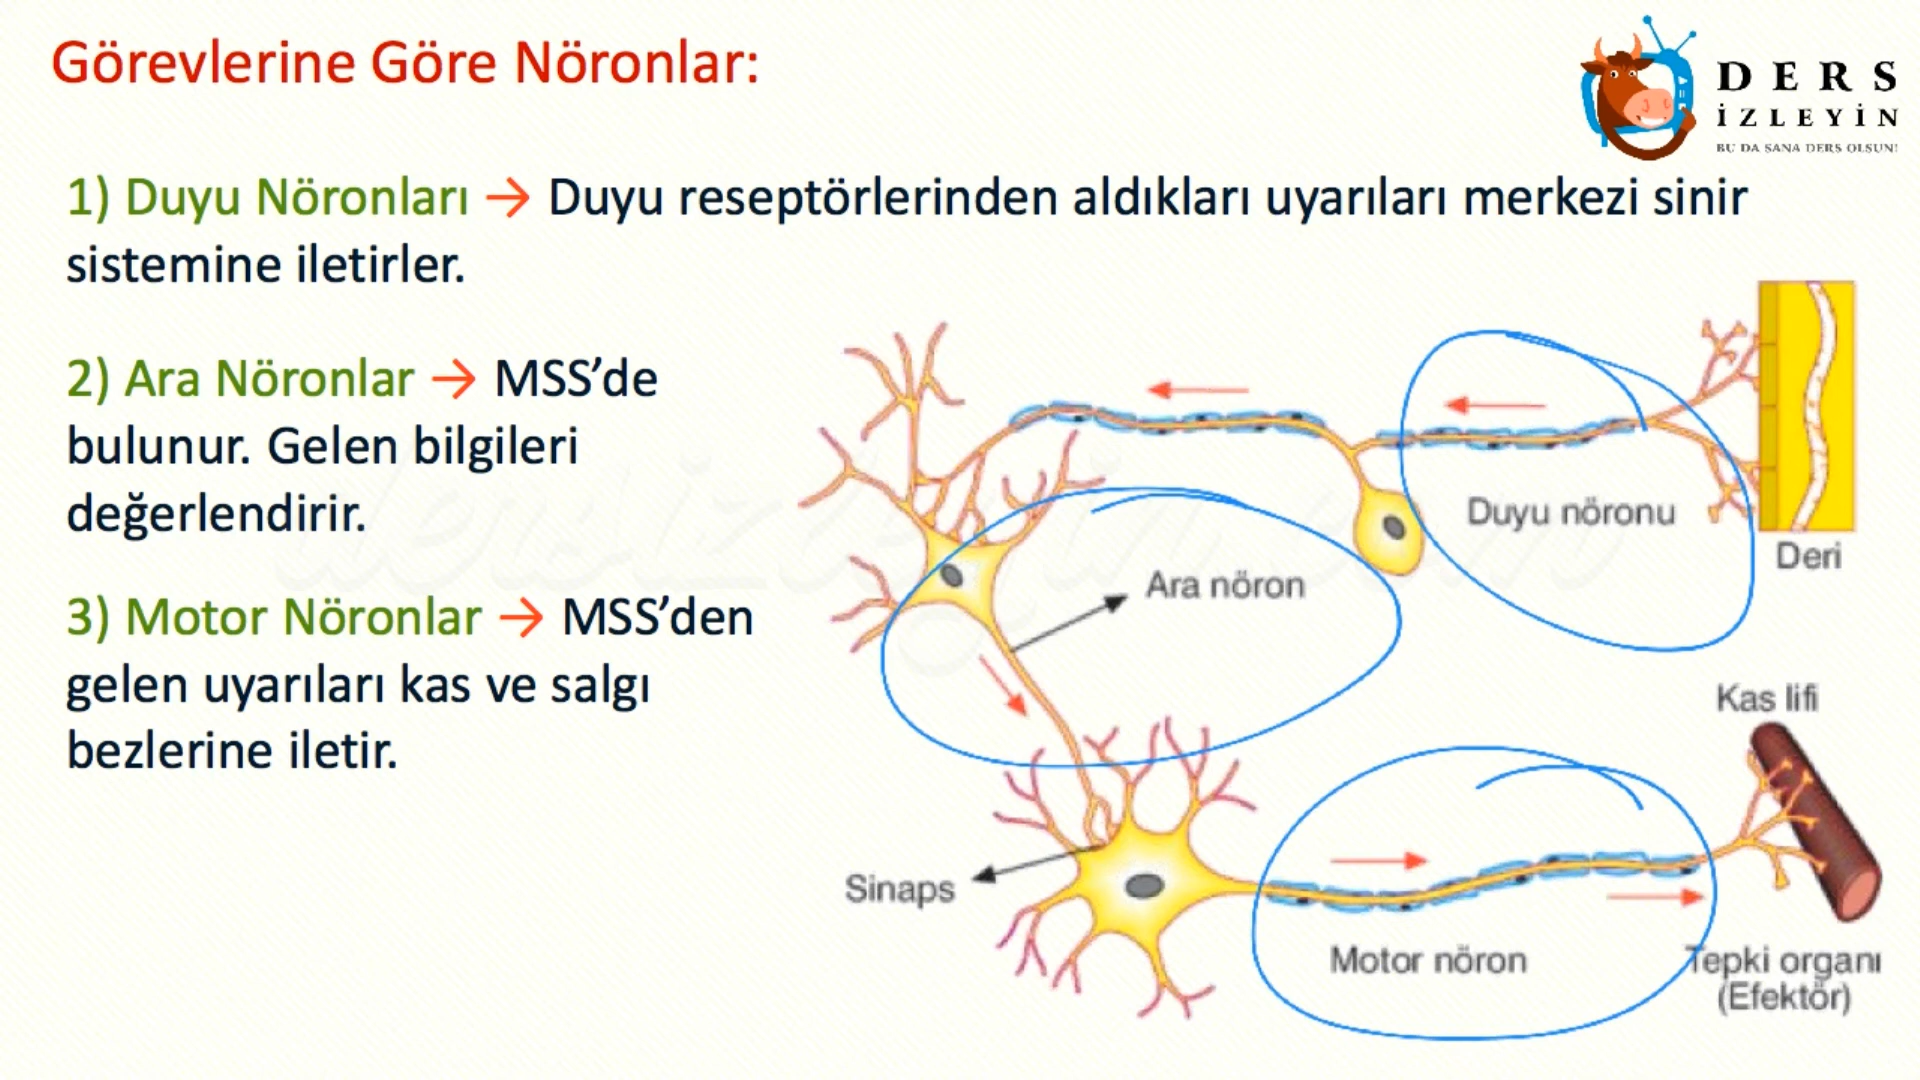 Görevlerine Göre Nöronlar:
DERS
İZLEYİN
BU DA SANA DERS OLSUN!
1) Duyu Nöronları → Duyu reseptörlerinden aldıkları uyarıları merkezi sinir
sistemine iletirler.
2) Ara Nöronlar → MSS’de
bulunur. Gelen bilgileri
değerlendirir.
3) Motor Nöronlar → MSS’den
gelen uyarıları kas ve salgı
bezlerine iletir.
Duyu nöronu
Deri
Ara nöron
Kas lifi
Sinaps
Motor nöron
Tepki organı
(Efektör)